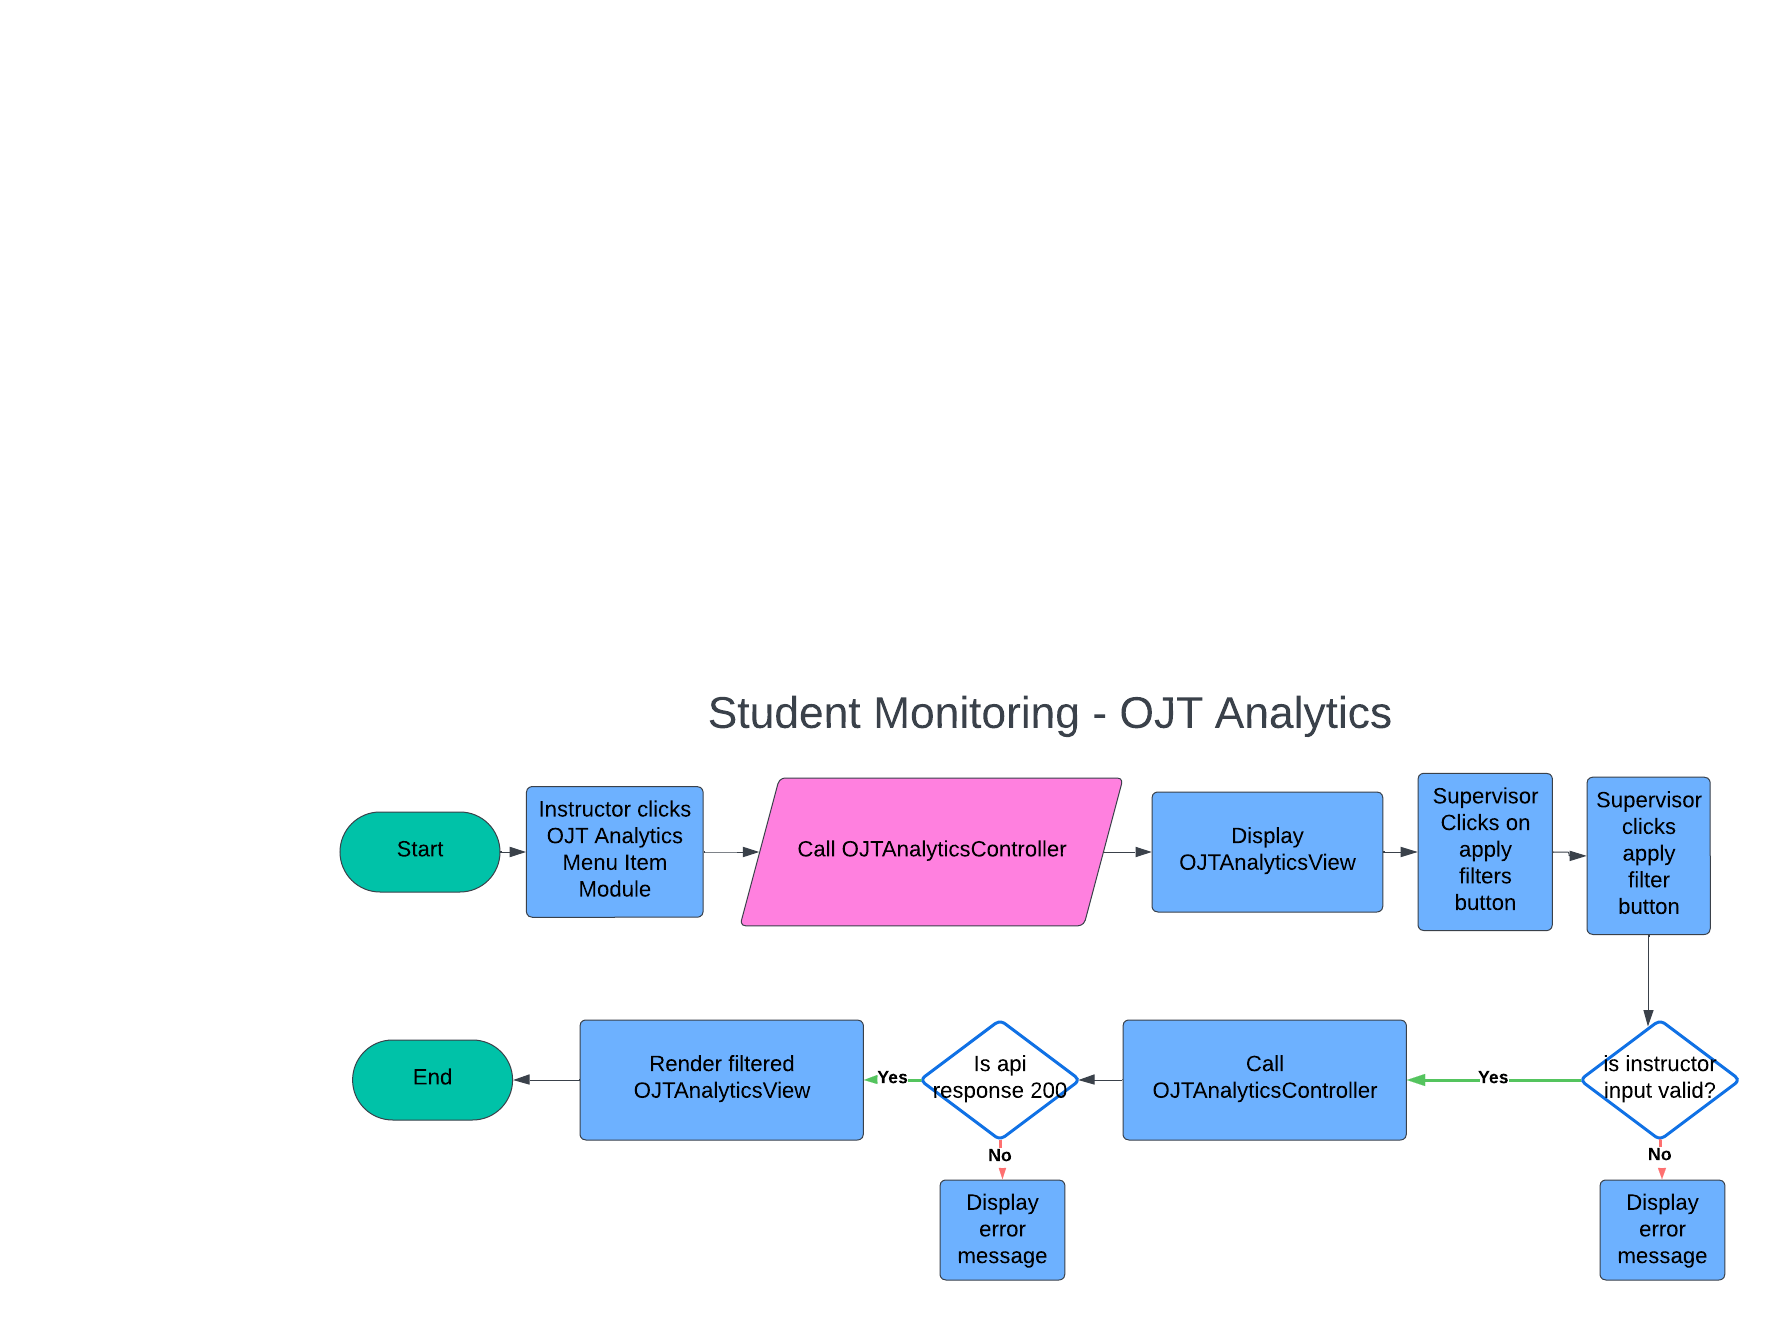 Student Monitoring - OJT Analytics
Start
Instructor clicks
OJT Analytics
Menu Item
Module
Call OJTAnalyticsController
Display
OJTAnalyticsView
Supervisor
Clicks on
apply
filters
button
Supervisor
clicks
apply
filter
button
is instructor
input valid?
Yes
No
Display
error
message
Call
OJTAnalyticsController
Is api
response 200
Yes
No
Display
error
message
Render filtered
OJTAnalyticsView
End